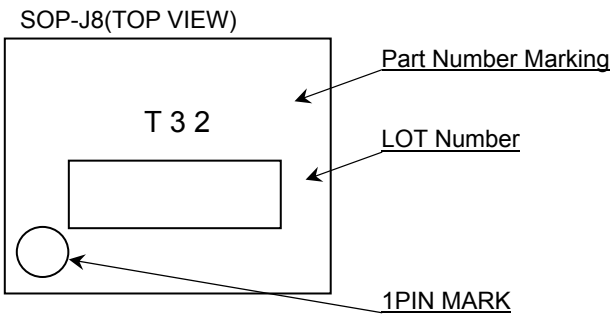 SOP-J8(TOP VIEW)
Part Number Marking
T 3 2
LOT Number
1PIN MARK